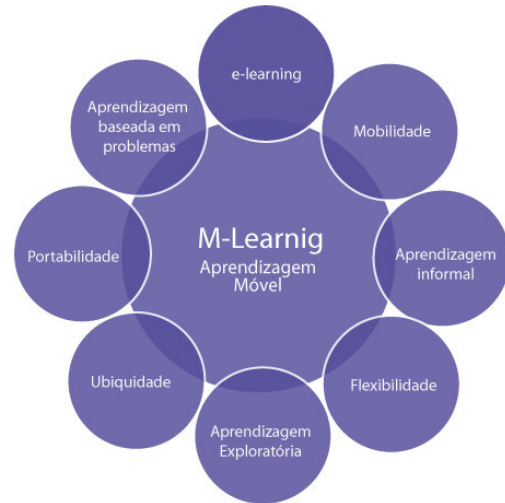 e-learning
Aprendizagem
baseada em
problemas
Mobilidade
M-Learnig
Aprendizagem
Móvel
Portabilidade
Aprendizagem
informal
Ubiquidade
Flexibilidade
Aprendizagem
Exploratória